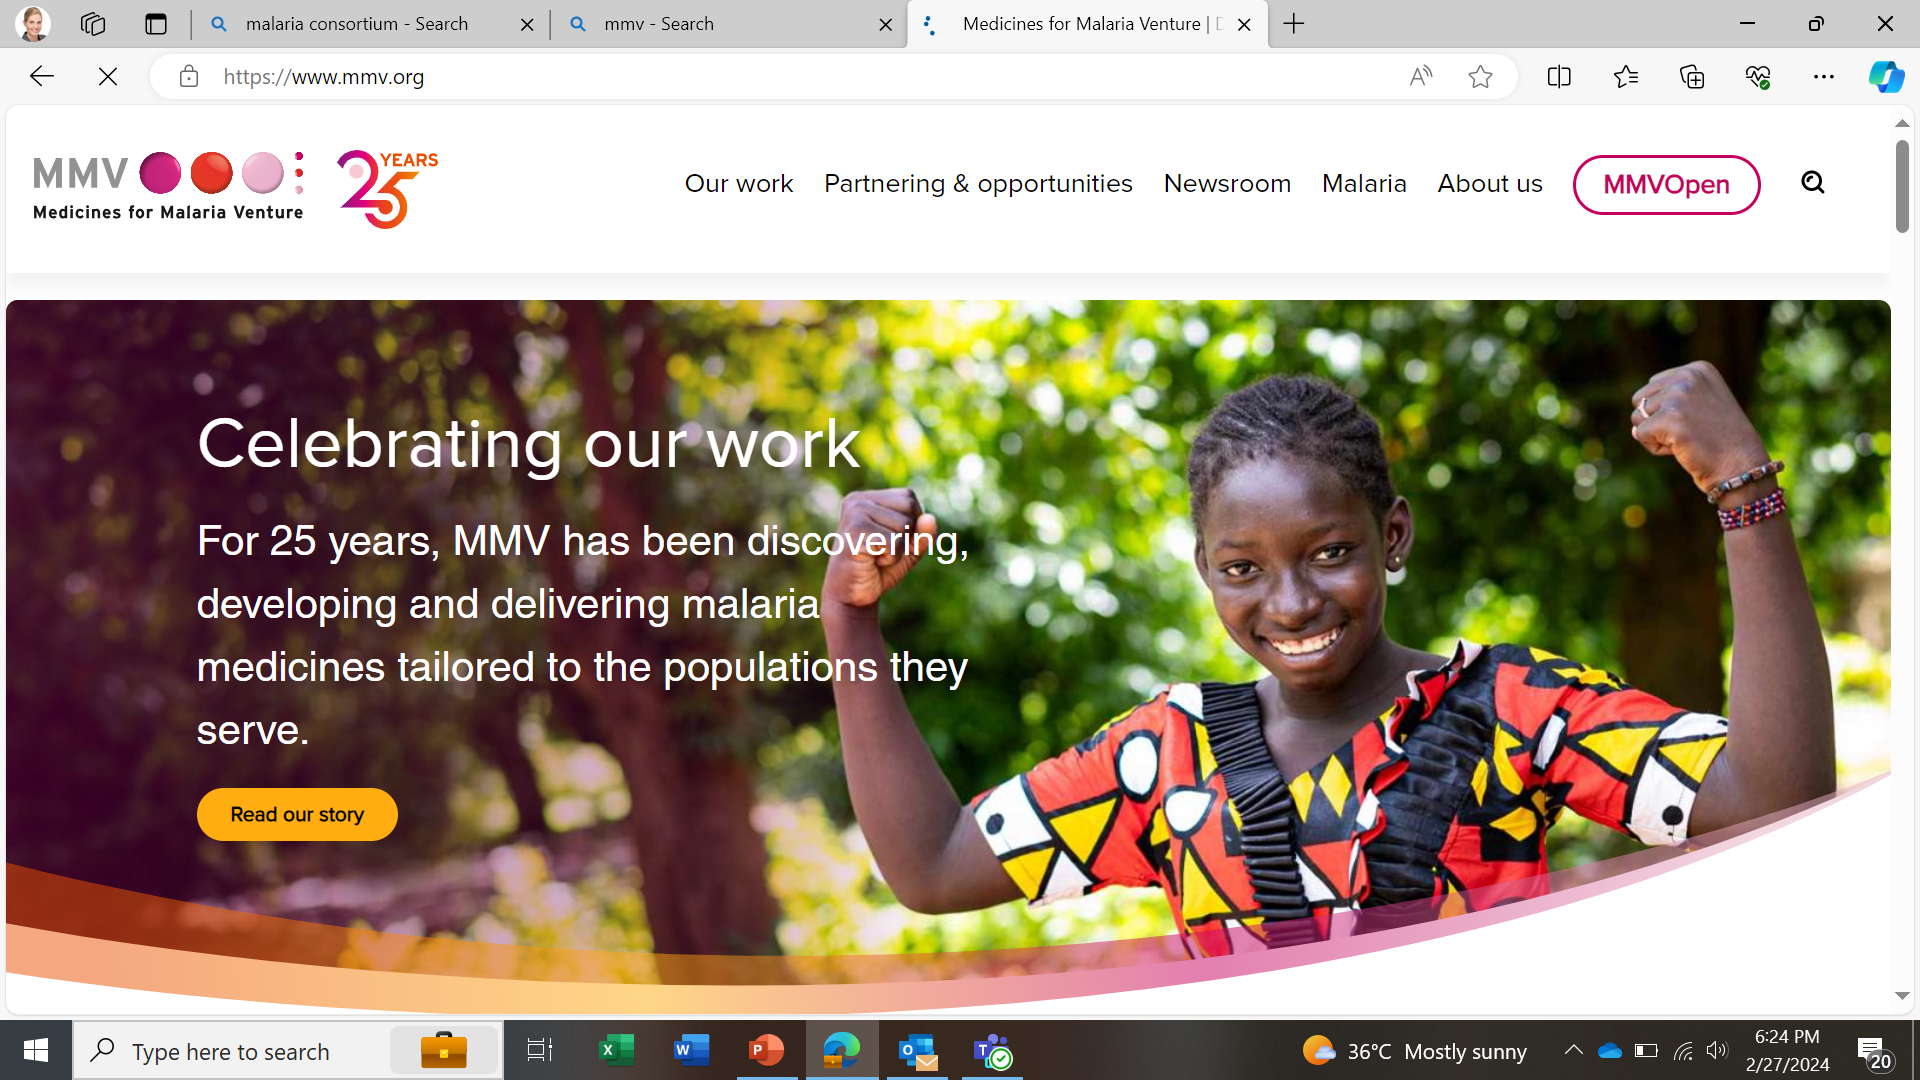 malaria consortium - Search
mmv - Search
Medicines for Malaria Venture |
https://www.mmv.org
MMV
Medicines for Malaria Venture
25 YEARS
Our work
Partnering & opportunities
Newsroom
Malaria
About us
MMVOpen
Celebrating our work
For 25 years, MMV has been discovering,
developing and delivering malaria
medicines tailored to the populations they
serve.
Read our story
Type here to search
36°C Mostly sunny
6:24 PM
2/27/2024
20